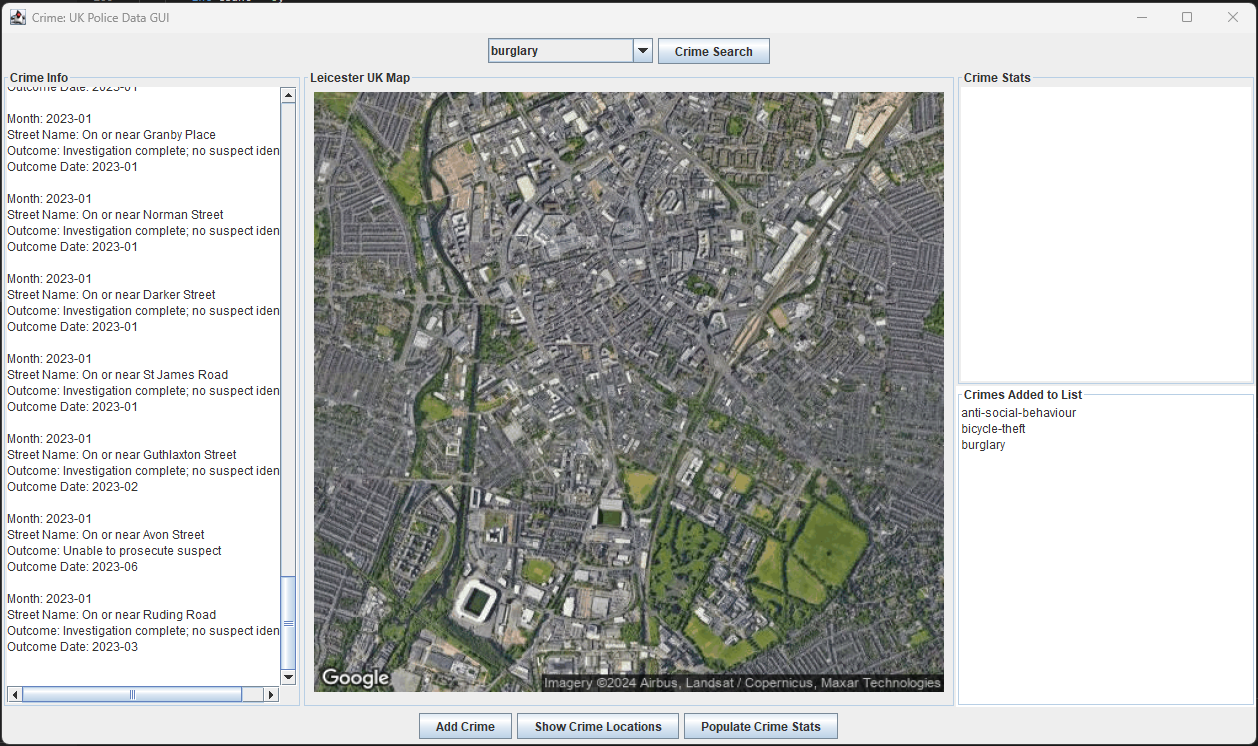 Crime: UK Police Data GUI
burglary
Crime Search
Crime Info
Outcome Date: 2023-01
Month: 2023-01
Street Name: On or near Granby Place
Outcome: Investigation complete; no suspect iden
Outcome Date: 2023-01
Month: 2023-01
Street Name: On or near Norman Street
Outcome: Investigation complete; no suspect iden
Outcome Date: 2023-01
Month: 2023-01
Street Name: On or near Darker Street
Outcome: Investigation complete; no suspect iden
Outcome Date: 2023-01
Month: 2023-01
Street Name: On or near St James Road
Outcome: Investigation complete; no suspect iden
Outcome Date: 2023-01
Month: 2023-01
Street Name: On or near Guthlaxton Street
Outcome: Investigation complete; no suspect iden
Outcome Date: 2023-02
Month: 2023-01
Street Name: On or near Avon Street
Outcome: Unable to prosecute suspect
Outcome Date: 2023-06
Month: 2023-01
Street Name: On or near Ruding Road
Outcome: Investigation complete; no suspect iden
Outcome Date: 2023-03
Leicester UK Map
Google
Imagery ©2024 Airbus, Landsat / Copernicus, Maxar Technologies
Crime Stats
Crimes Added to List
anti-social-behaviour
bicycle-theft
burglary
Add Crime
Show Crime Locations
Populate Crime Stats